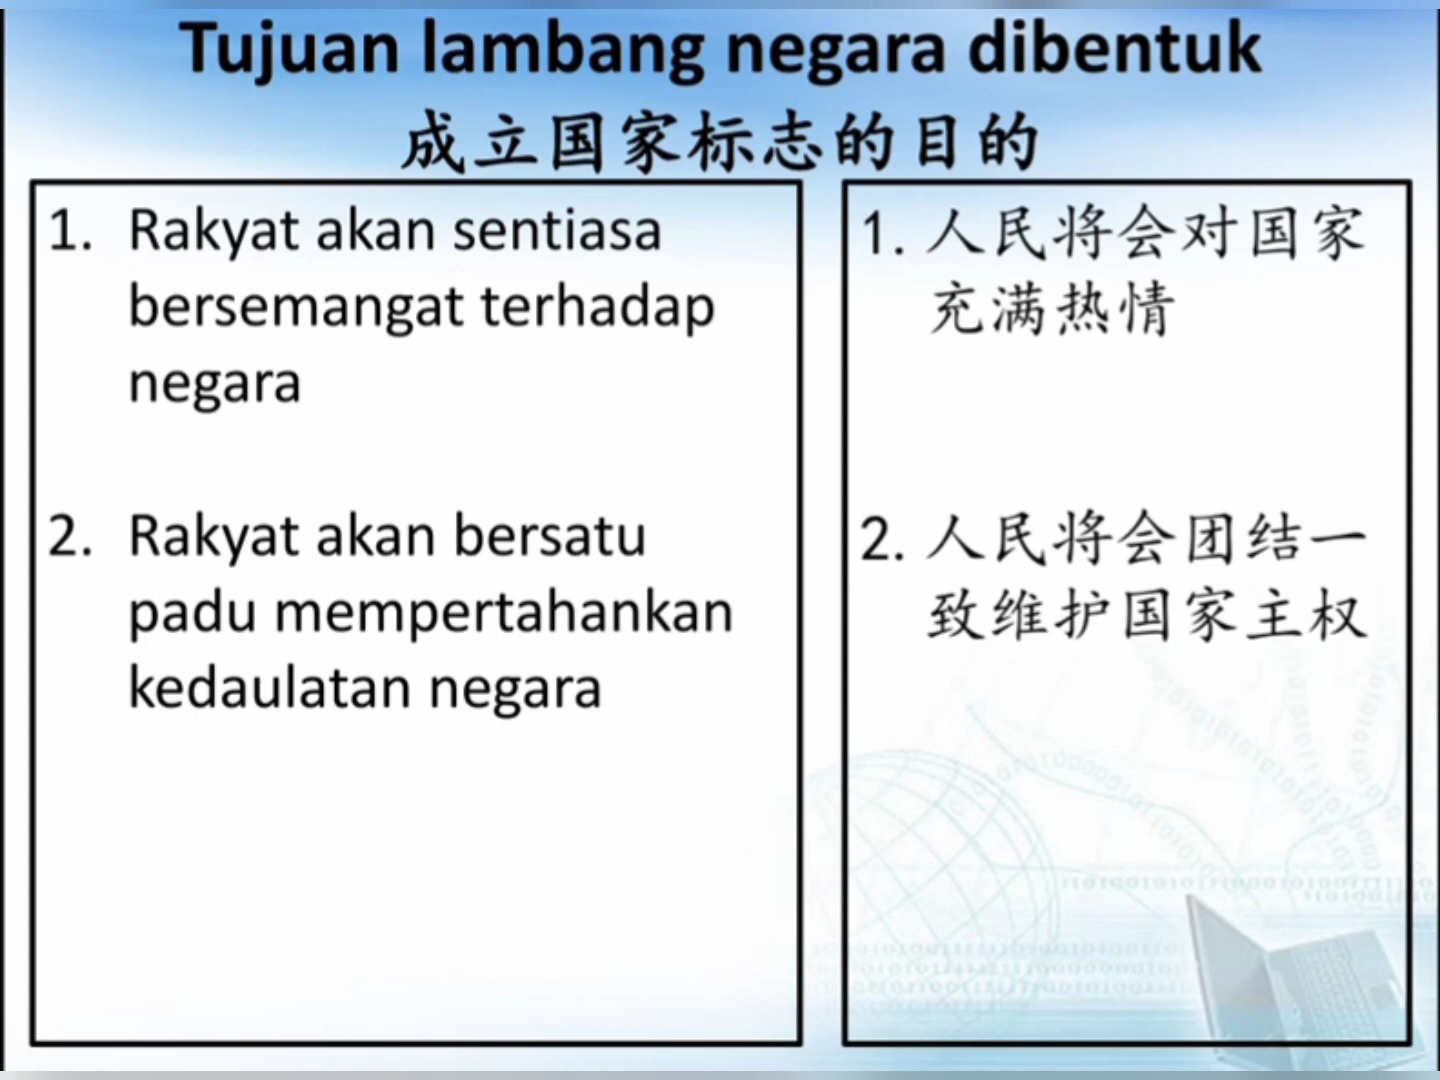 Tujuan lambang negara dibentuk
成立国家标志的目的
1. Rakyat akan sentiasa
bersemangat terhadap
negara
2. Rakyat akan bersatu
padu mempertahankan
kedaulatan negara
1. 人民将会对国家
充满热情
2. 人民将会团结一
致维护国家主权